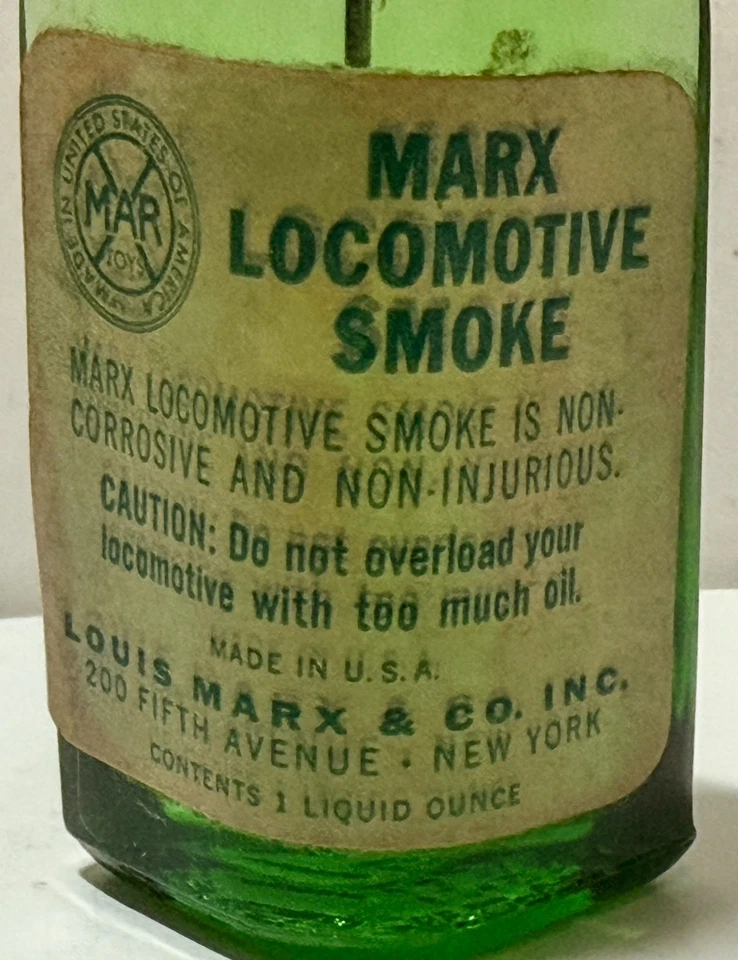 MADE IN UNITED STATES OF AMERICA
MAR
TOYS
MARX
LOCOMOTIVE
SMOKE
MARX LOCOMOTIVE SMOKE IS NON-
CORROSIVE AND NON-INJURIOUS.
CAUTION: Do not overload your
locomotive with too much oil.
MADE IN U.S.A.
LOUIS MARX & CO. INC.
200 FIFTH AVENUE • NEW YORK
CONTENTS 1 LIQUID OUNCE